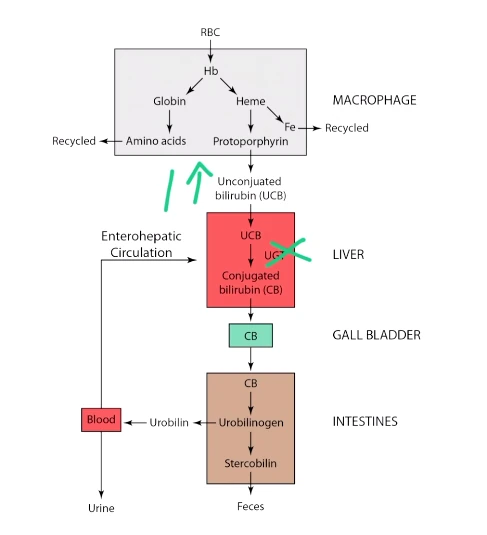 RBC
Hb
Globin
Heme
MACROPHAGE
Fe
Recycled
Recycled
Amino acids
Protoporphyrin
Unconjuated
bilirubin (UCB)
Enterohepatic
Circulation
UCB
UGT
LIVER
Conjugated
bilirubin (CB)
CB
GALL BLADDER
CB
Blood
Urobilin
Urobilinogen
INTESTINES
Stercobilin
Urine
Feces